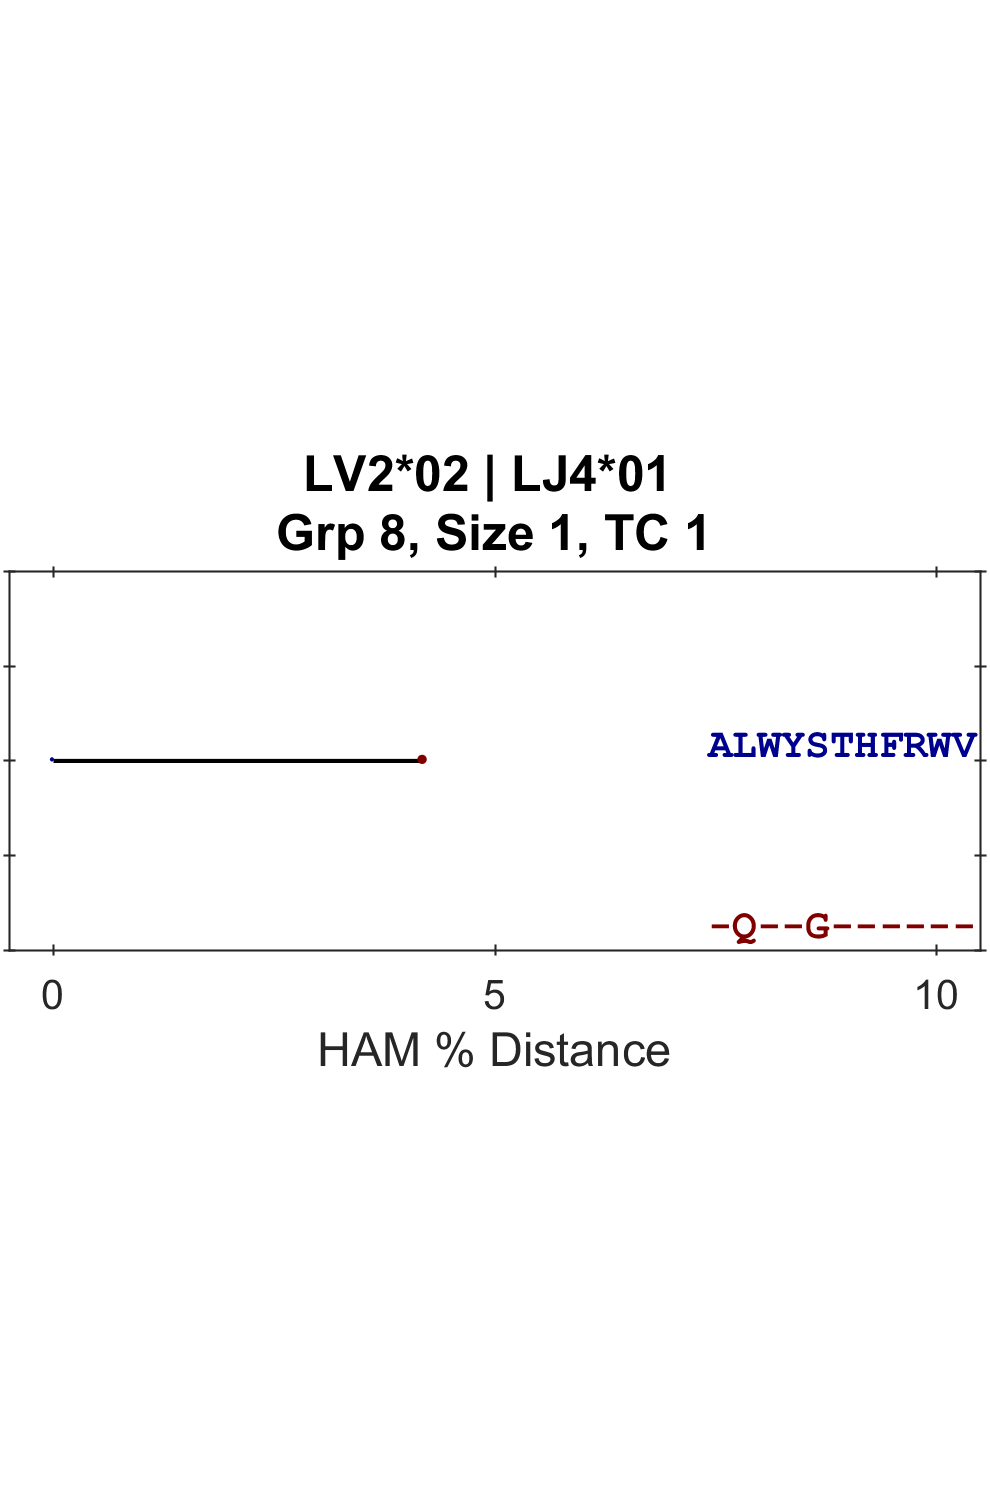 LV2*02 | LJ4*01
Grp 8, Size 1, TC 1
ALWYSTHFRWV
-Q--G------
0 5 10
HAM % Distance